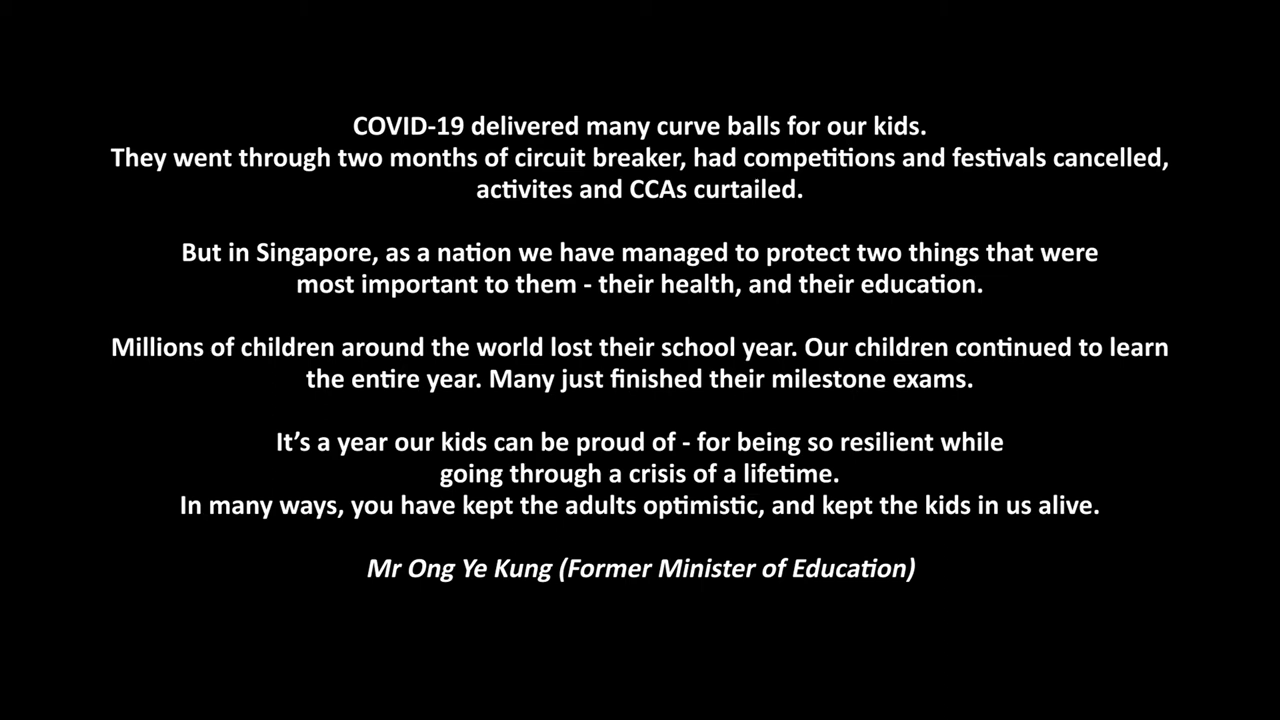 COVID-19 delivered many curve balls for our kids.
They went through two months of circuit breaker, had competitions and festivals cancelled,
activites and CCAs curtailed.
But in Singapore, as a nation we have managed to protect two things that were
most important to them - their health, and their education.
Millions of children around the world lost their school year. Our children continued to learn
the entire year. Many just finished their milestone exams.
It’s a year our kids can be proud of - for being so resilient while
going through a crisis of a lifetime.
In many ways, you have kept the adults optimistic, and kept the kids in us alive.
Mr Ong Ye Kung (Former Minister of Education)